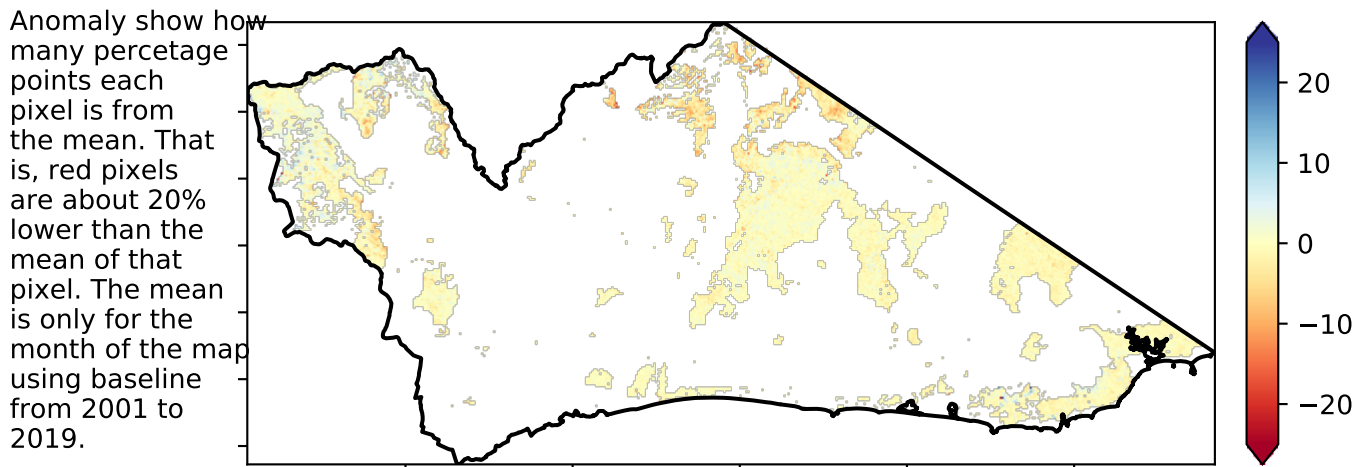 Anomaly show how
many percetage
points each
pixel is from
the mean. That
is, red pixels
are about 20%
lower than the
mean of that
pixel. The mean
is only for the
month of the map
using baseline
from 2001 to
2019.
20
10
0
−10
−20